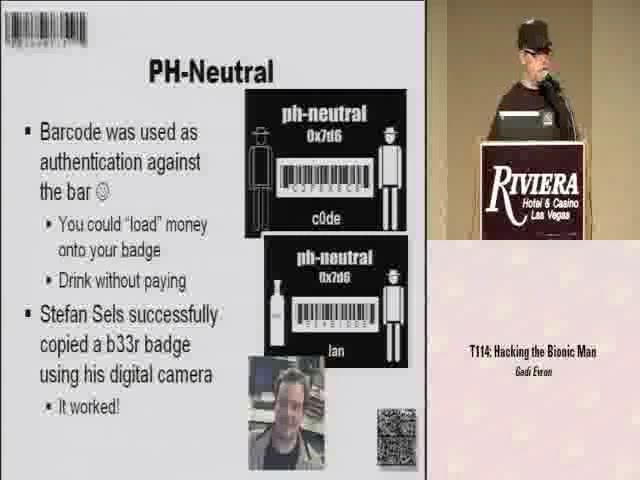 PH-Neutral
Barcode was used as
authentication against
the bar
You could "load" money
onto your badge
Drink without paying
Stefan Sels successfully
copied a b33r badge
using his digital camera
It worked!
ph-neutral
0x7d6
c0de
ph-neutral
0x7d6
RIVIERA
Hotel & Casino
Las Vegas
T114: Hacking the Bionic Man
Gadi Evron